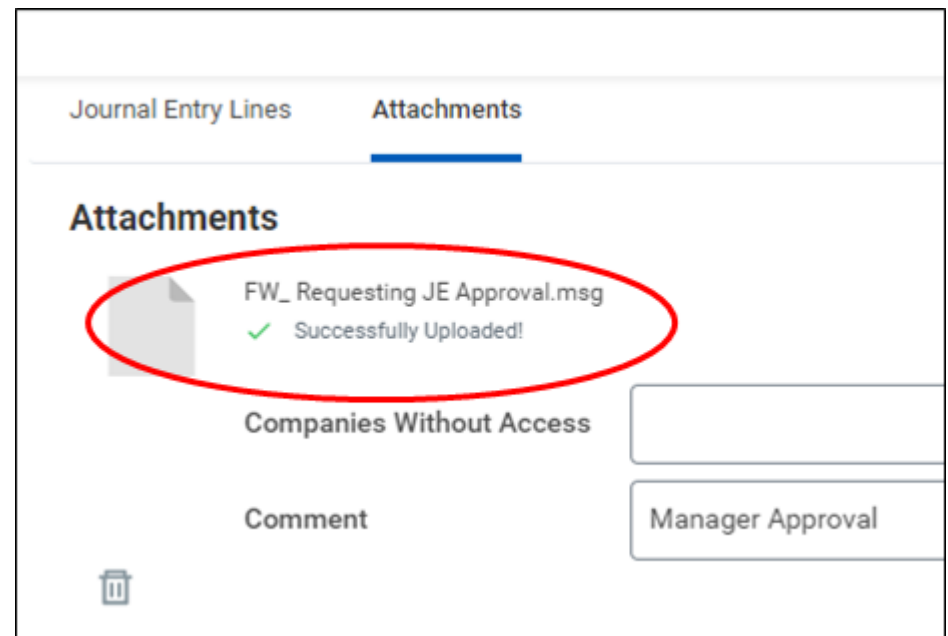 Journal Entry Lines Attachments
Attachments
FW_ Requesting JE Approval.msg
Successfully Uploaded!
Companies Without Access
Comment Manager Approval